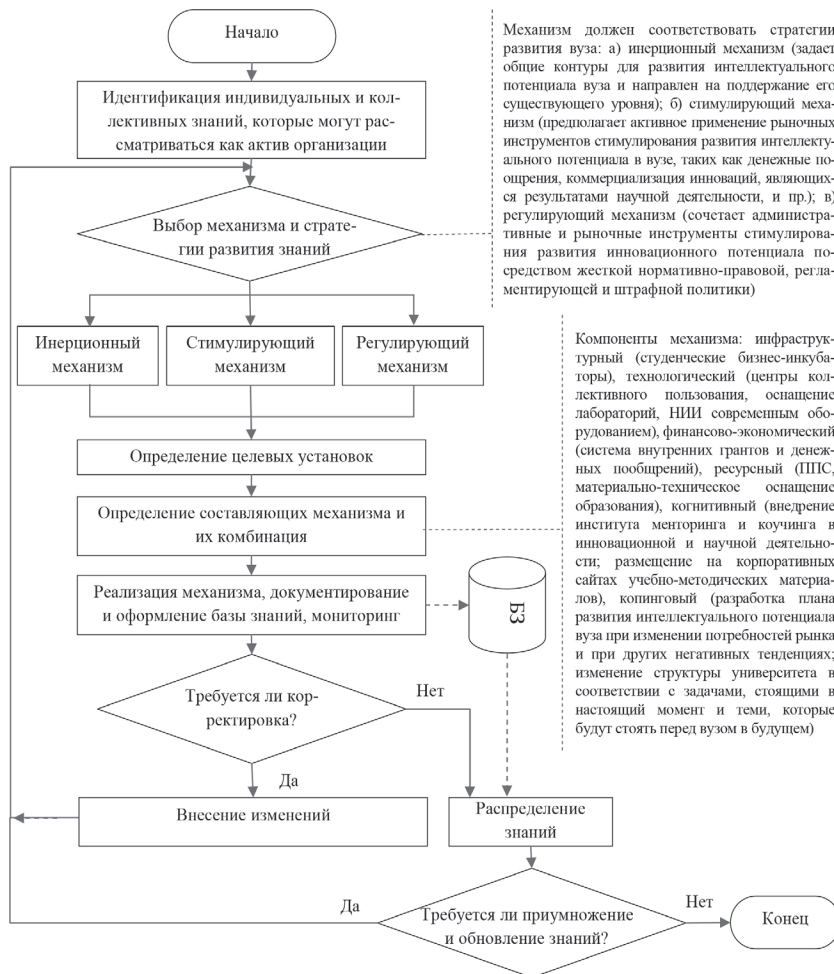 Начало
Идентификация индивидуальных и кол-
лективных знаний, которые могут рас-
сматриваться как актив организации
Выбор механизма и страте-
гии развития знаний
Механизм должен соответствовать стратегии
развития вуза: а) инерционный механизм (задает
общие контуры для развития интеллектуального
потенциала вуза и направлен на поддержание его
существующего уровня); б) стимулирующий меха-
низм (предполагает активное применение рыночных
инструментов стимулирования развития интеллекту-
ального потенциала в вузе, таких как денежные по-
ощрения, коммерциализация инноваций, являющих-
ся результатами научной деятельности, и пр.); в)
регулирующий механизм (сочетает администра-
тивные и рыночные инструменты стимулирова-
ния развития инновационного потенциала по-
средством жесткой нормативно-правовой, регла-
ментирующей и штрафной политики)
Инерционный
механизм
Стимулирующий
механизм
Регулирующий
механизм
Определение целевых установок
Определение составляющих механизма и
их комбинация
Компоненты механизма: инфраструк-
турный (студенческие бизнес-инкуба-
торы), технологический (центры кол-
лективного пользования, оснащение
лабораторий, НИИ современным обо-
рудованием), финансово-экономический
(система внутренних грантов и денеж-
ных пообщрений), ресурсный (ППС,
материально-техническое оснащение
образования), когнитивный (внедрение
института менторинга и коучинга в
инновационной и научной деятельно-
сти; размещение на корпоративных
сайтах учебно-методических материа-
лов), копинговый (разработка плана
развития интеллектуального потенциала
вуза при изменении потребностей рынка
и при других негативных тенденциях;
изменение структуры университета в
соответствии с задачами, стоящими в
настоящий момент и теми, которые
будут стоять перед вузом в будущем)
Реализация механизма, документирование
и оформление базы знаний, мониторинг
БЗ
Требуется ли кор-
ректировка?
Нет
Да
Внесение изменений
Распределение
знаний
Да
Требуется ли приумножение
и обновление знаний?
Нет
Конец